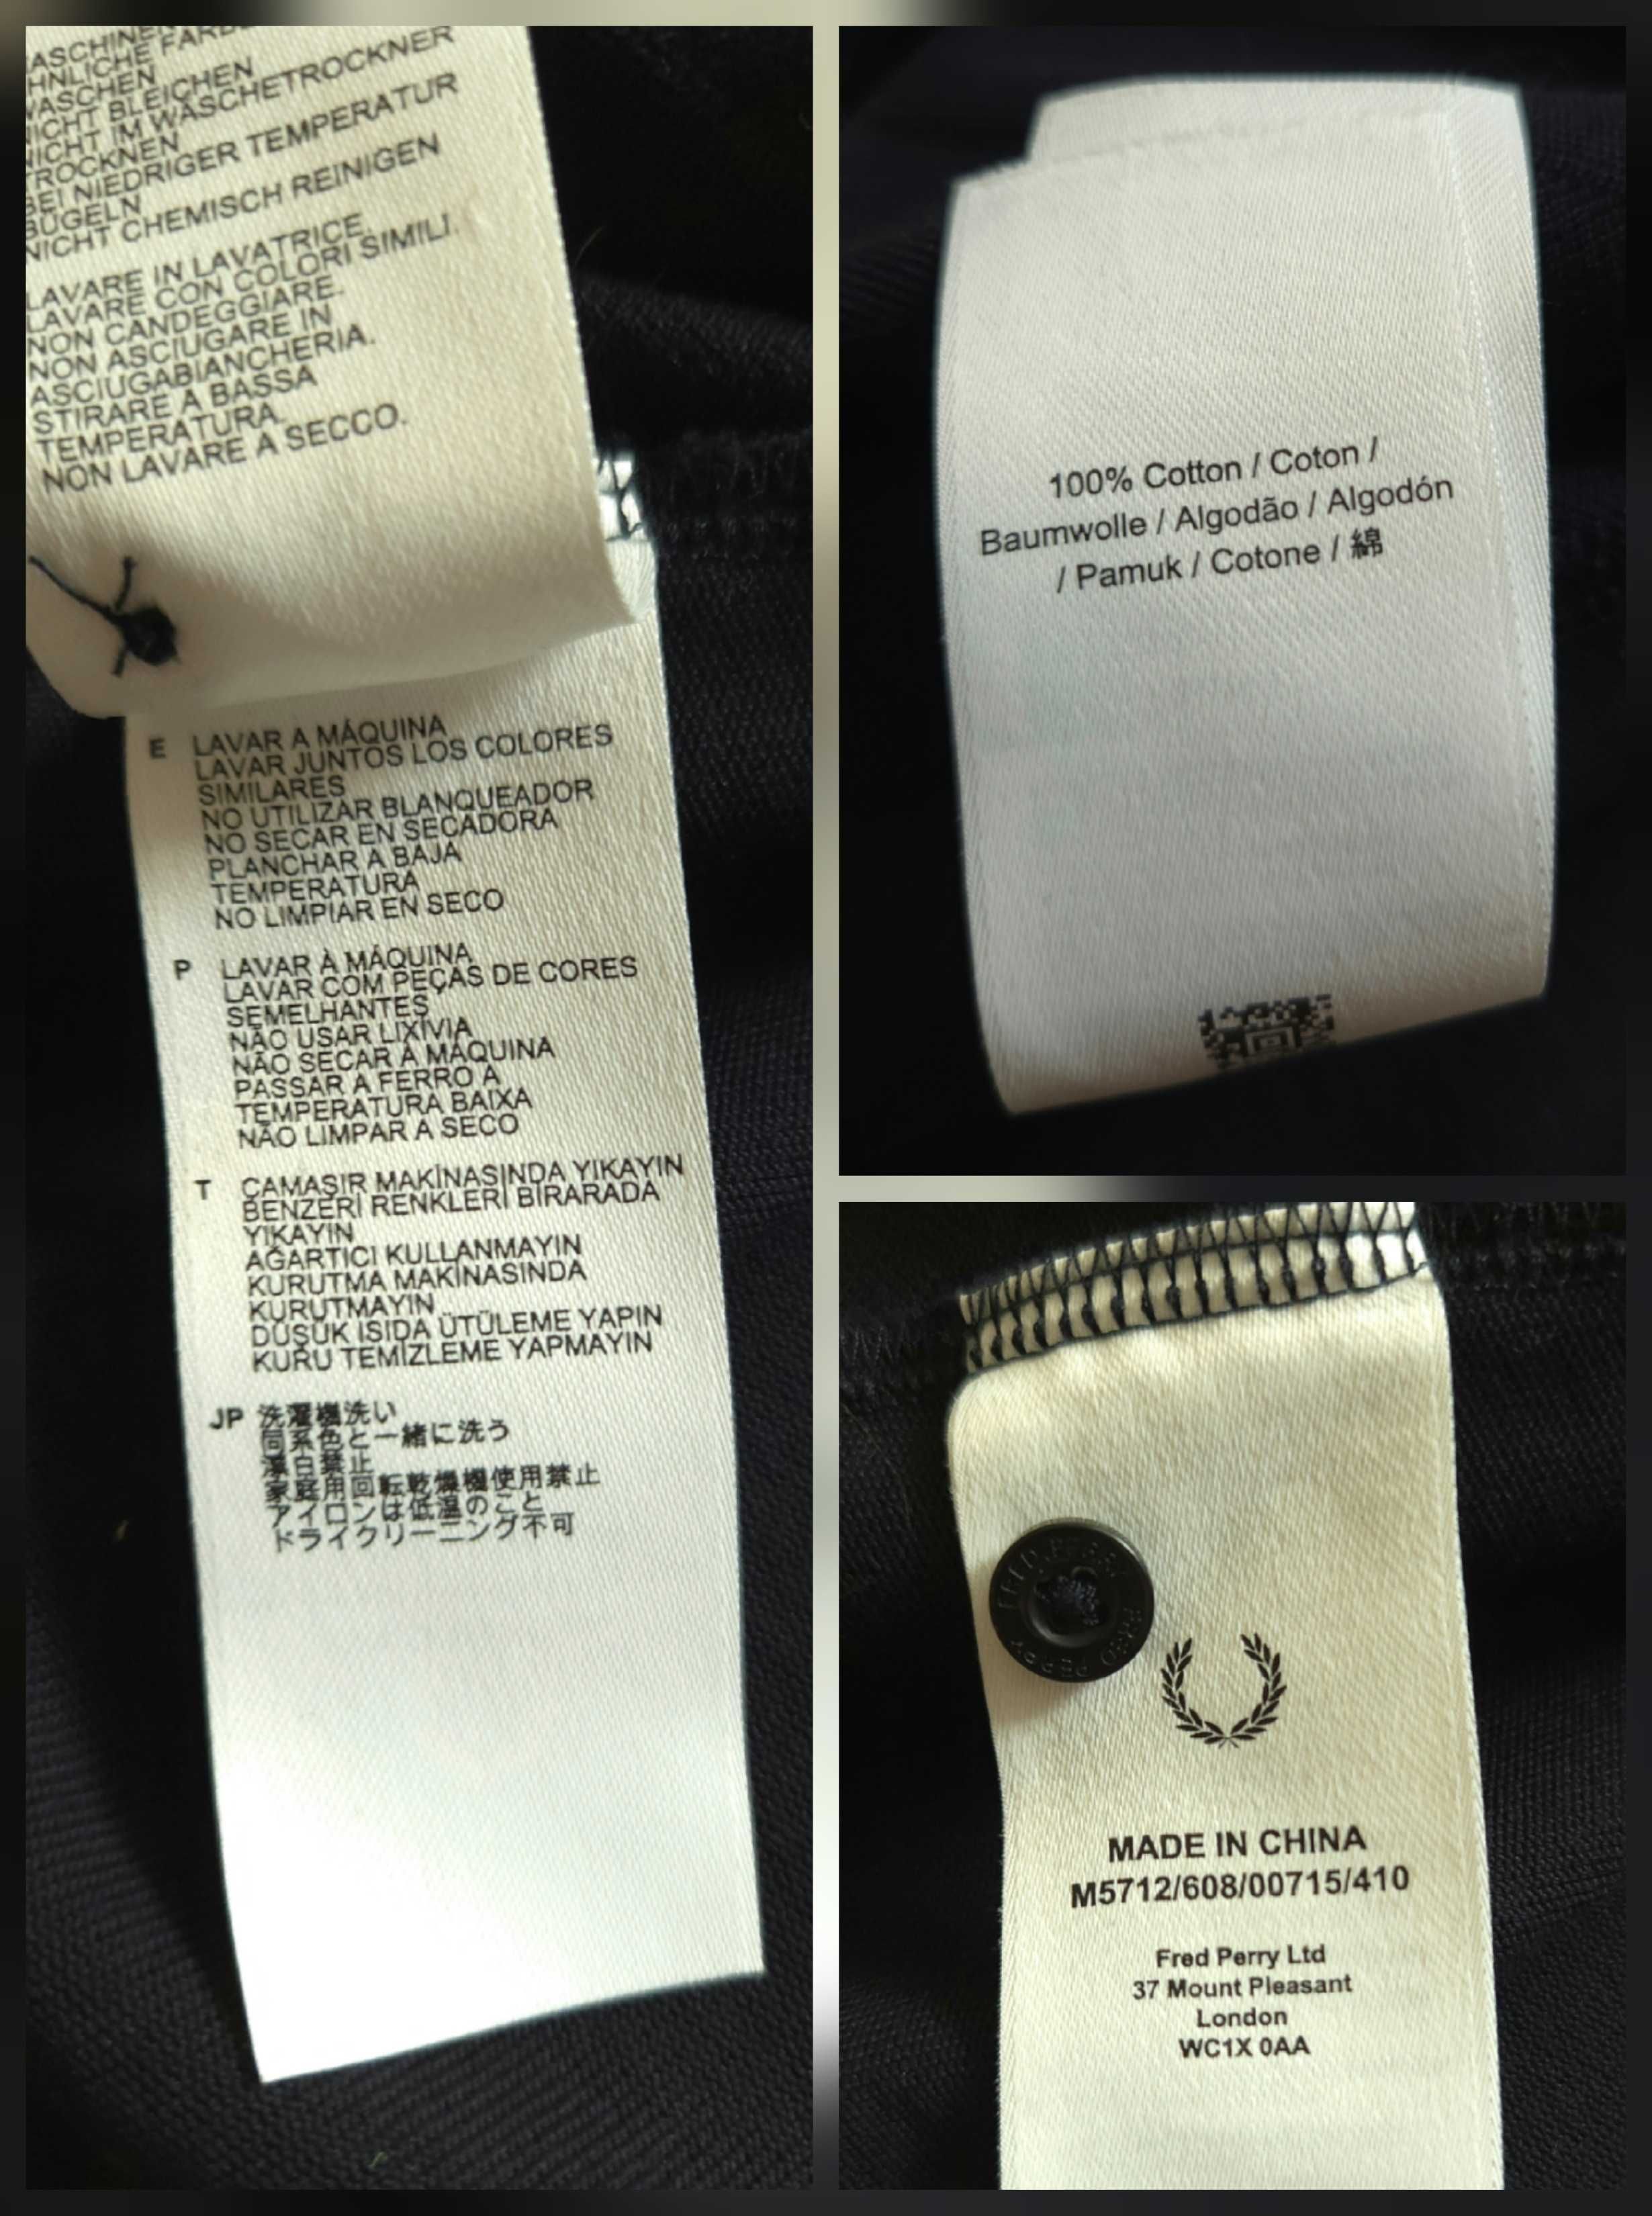 NICHT BLEICHEN
NICHT IM WÄSCHETROCKNER
TROCKNEN
BEI NIEDRIGER TEMPERATUR
BÜGELN
NICHT CHEMISCH REINIGEN
LAVARE IN LAVATRICE.
LAVARE CON COLORI SIMILI.
NON CANDEGGIARE.
NON ASCIUGARE IN
ASCIUGABIANCHERIA.
STIRARE A BASSA
TEMPERATURA.
NON LAVARE A SECCO.
E LAVAR A MÁQUINA
LAVAR JUNTOS LOS COLORES
SIMILARES
NO UTILIZAR BLANQUEADOR
NO SECAR EN SECADORA
PLANCHAR A BAJA
TEMPERATURA
NO LIMPIAR EN SECO
P LAVAR À MÁQUINA
LAVAR COM PEÇAS DE CORES
SEMELHANTES
NÃO USAR LIXÍVIA
NÃO SECAR À MÁQUINA
PASSAR A FERRO A
TEMPERATURA BAIXA
NÃO LIMPAR A SECO
T ÇAMAŞIR MAKİNASINDA YIKAYIN
BENZERİ RENKLERİ BİRARADA
YIKAYIN
AĞARTICI KULLANMAYIN
KURUTMA MAKİNASINDA
KURUTMAYIN
DÜŞÜK ISIDA ÜTÜLEME YAPIN
KURU TEMİZLEME YAPMAYIN
JP 洗濯機洗い
同系色と一緒に洗う
漂白禁止
家庭用回転乾燥機使用禁止
アイロンは低温のこと
ドライクリーニング不可
100% Cotton / Coton /
Baumwolle / Algodão / Algodón
/ Pamuk / Cotone / 綿
FRED PERRY
FRED PERRY
MADE IN CHINA
M5712/608/00715/410
Fred Perry Ltd
37 Mount Pleasant
London
WC1X 0AA